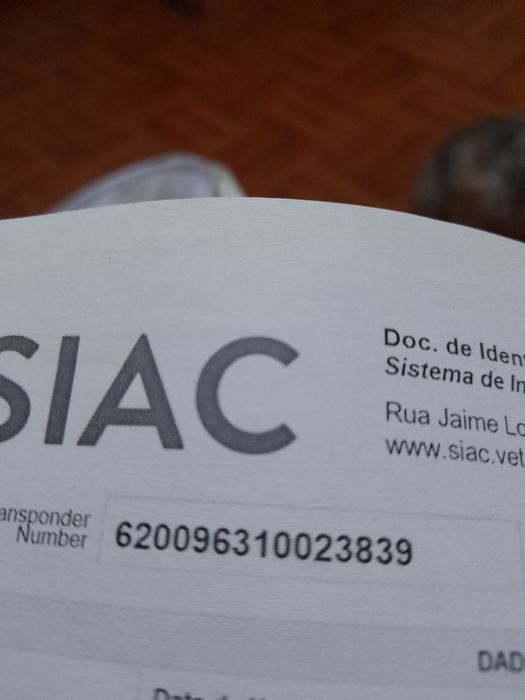 SIAC
Doc. de Iden
Sistema de In
Rua Jaime Lo
www.siac.vet
ansponder
Number
620096310023839
DAD